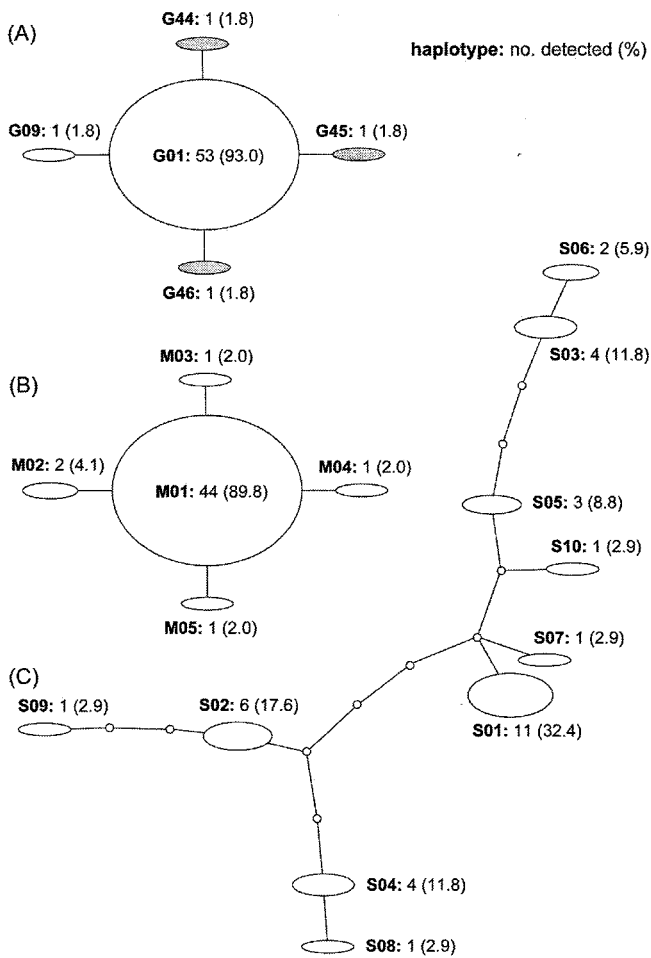 (A)
G44: 1 (1.8)
haplotype: no. detected (%)
G09: 1 (1.8)
G45: 1 (1.8)
G01: 53 (93.0)
G46: 1 (1.8)
S06: 2 (5.9)
M03: 1 (2.0)
S03: 4 (11.8)
(B)
M02: 2 (4.1)
M04: 1 (2.0)
M01: 44 (89.8)
S05: 3 (8.8)
S10: 1 (2.9)
M05: 1 (2.0)
S07: 1 (2.9)
(C)
S09: 1 (2.9)
S02: 6 (17.6)
S01: 11 (32.4)
S04: 4 (11.8)
S08: 1 (2.9)